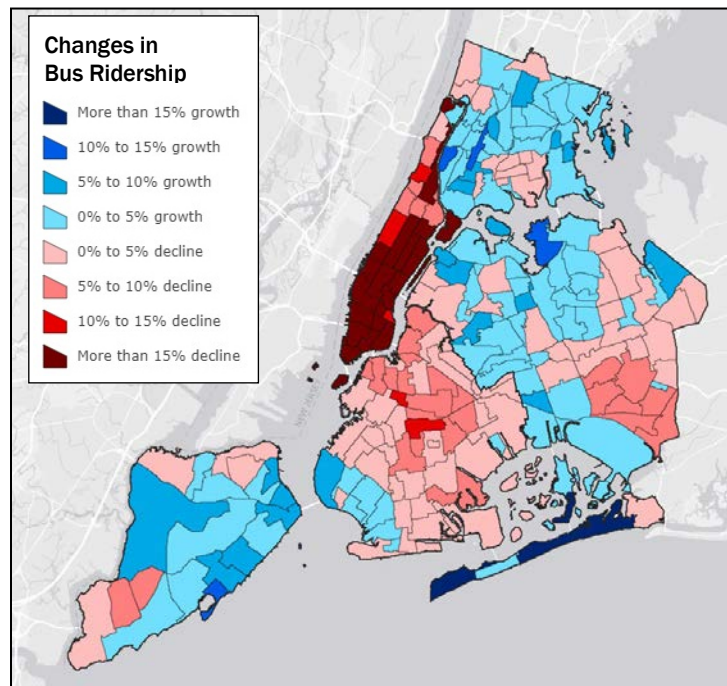 Changes in
Bus Ridership
More than 15% growth
10% to 15% growth
5% to 10% growth
0% to 5% growth
0% to 5% decline
5% to 10% decline
10% to 15% decline
More than 15% decline